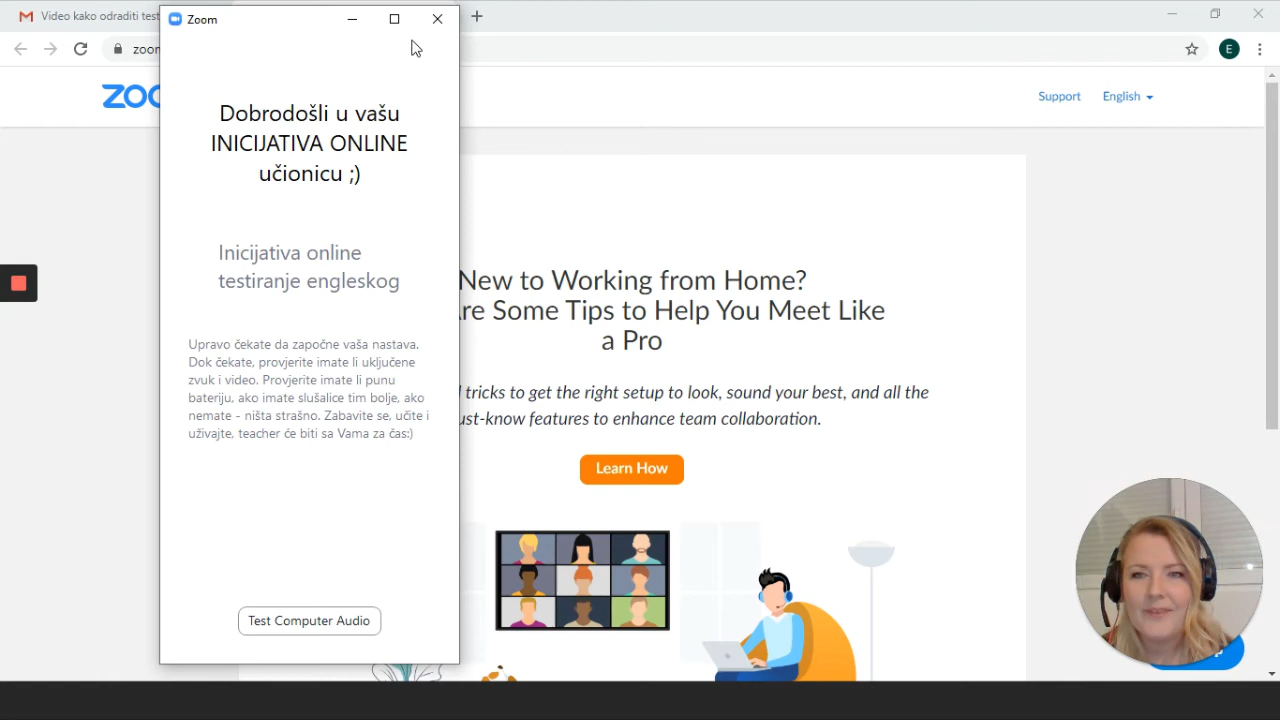 Video kako odraditi test
Zoom
zoom
ZOO
Support
English
E
Dobrodošli u vašu
INICIJATIVA ONLINE
učionicu ;)
Inicijativa online
testiranje engleskog
Upravo čekate da započne vaša nastava.
Dok čekate, provjerite imate li uključene
zvuk i video. Provjerite imate li punu
bateriju, ako imate slušalice tim bolje, ako
nemate - ništa strašno. Zabavite se, učite i
uživajte, teacher će biti sa Vama za čas:)
Test Computer Audio
New to Working from Home?
Are Some Tips to Help You Meet Like
a Pro
tricks to get the right setup to look, sound your best, and all the
ust-know features to enhance team collaboration.
Learn How